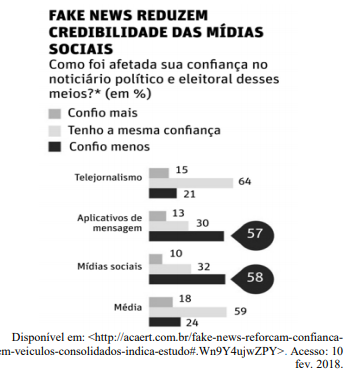 FAKE NEWS REDUZEM
CREDIBILIDADE DAS MÍDIAS
SOCIAIS
Como foi afetada sua confiança no
noticiário político e eleitoral desses
meios?* (em %)
Confio mais
Tenho a mesma confiança
Confio menos
Telejornalismo
15
64
21
Aplicativos de
mensagem
13
30
57
Mídias sociais
10
32
58
Média
18
59
24
Disponível em: <http://acaert.com.br/fake-news-reforcam-confianca-
em-veiculos-consolidados-indica-estudo#.Wn9Y4ujwZPY>. Acesso: 10
fev. 2018.